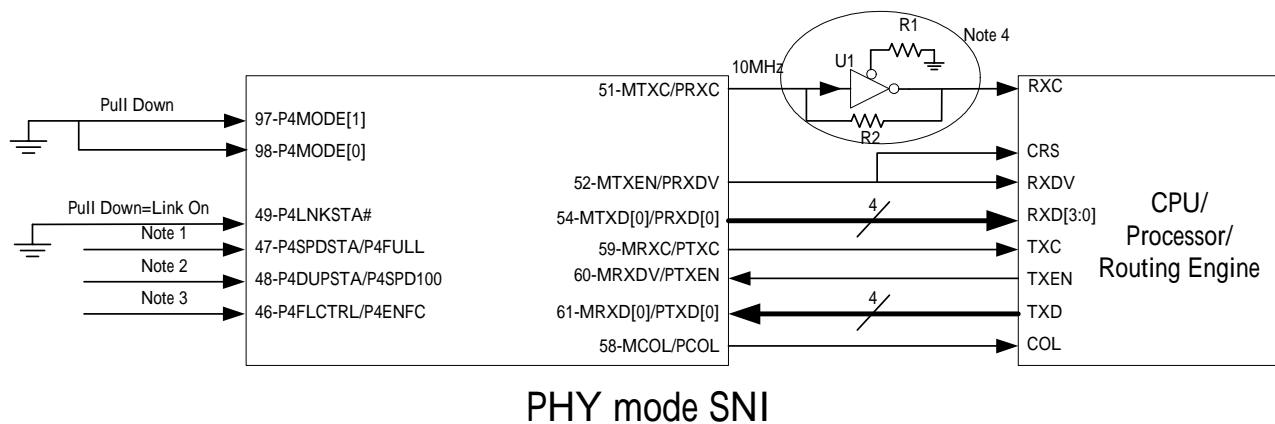 R1
Note 4
U1
10MHz
51-MTXC/PRXC
RXC
R2
Pull Down
97-P4MODE[1]
98-P4MODE[0]
CRS
52-MTXEN/PRXDV
RXDV
Pull Down=Link On
49-P4LNKSTA#
54-MTXD[0]/PRXD[0]
4
RXD[3:0]
CPU/
Processor/
Routing Engine
Note 1
47-P4SPDSTA/P4FULL
59-MRXC/PTXC
TXC
Note 2
48-P4DUPSTA/P4SPD100
60-MRXDV/PTXEN
TXEN
Note 3
46-P4FLCTRL/P4ENFC
61-MRXD[0]/PTXD[0]
4
TXD
58-MCOL/PCOL
COL
PHY mode SNI